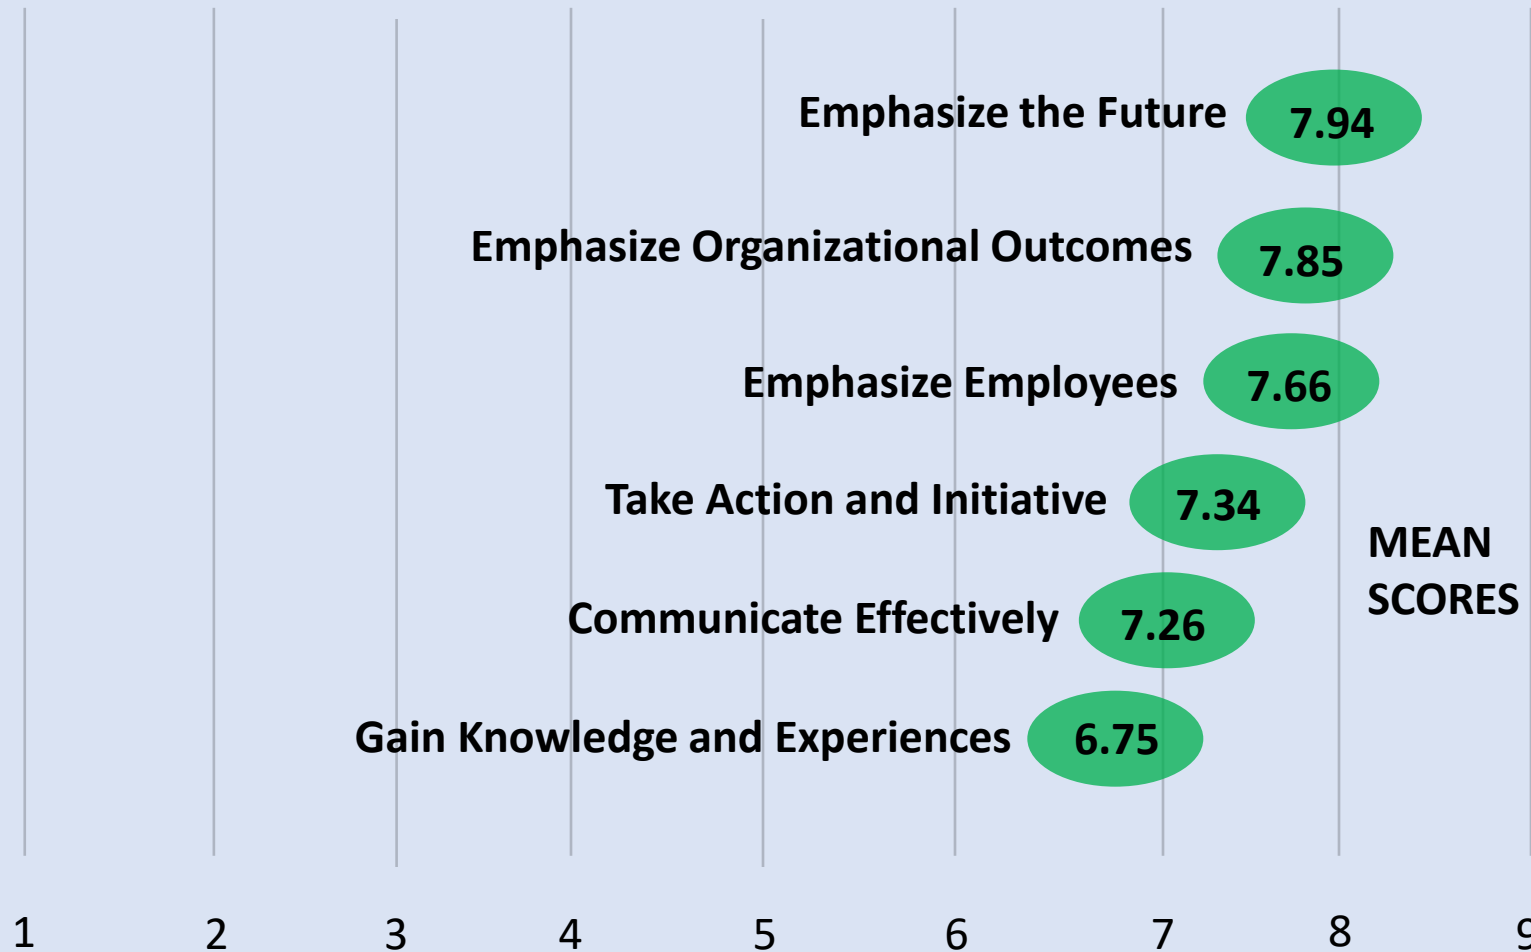 Emphasize the Future 7.94
Emphasize Organizational Outcomes 7.85
Emphasize Employees 7.66
Take Action and Initiative 7.34
MEAN
SCORES
Communicate Effectively 7.26
Gain Knowledge and Experiences 6.75
1 2 3 4 5 6 7 8 9